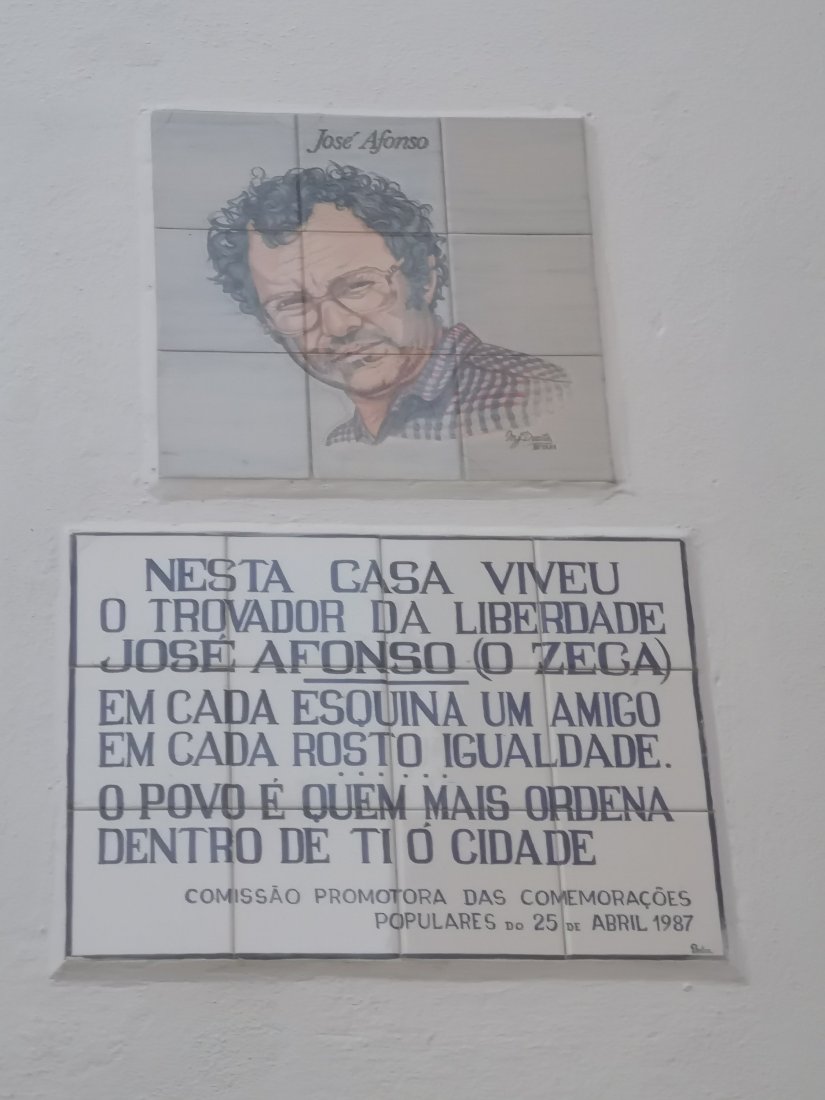 José Afonso
NESTA CASA VIVEU
O TROVADOR DA LIBERDADE
JOSÉ AFONSO (O ZECA)
EM CADA ESQUINA UM AMIGO
EM CADA ROSTO IGUALDADE.
. . . . . .
O POVO É QUEM MAIS ORDENA
DENTRO DE TI Ó CIDADE
COMISSÃO PROMOTORA DAS COMEMORAÇÕES
POPULARES DO 25 DE ABRIL 1987